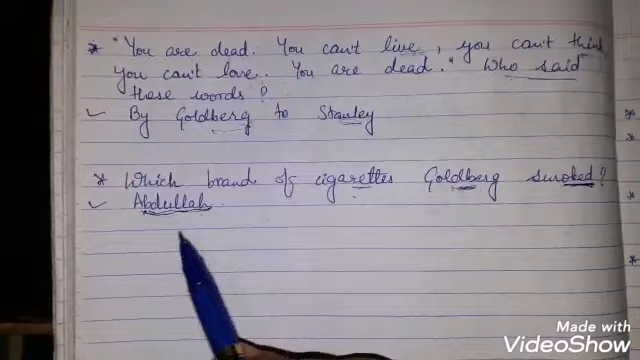 * "You are dead. You can't live, you can't think,
you can't love. You are dead." Who said
these words?
✓ By Goldberg to Stanley
* Which brand of cigarettes Goldberg smoked?
✓ Abdullah.
Made with
VideoShow